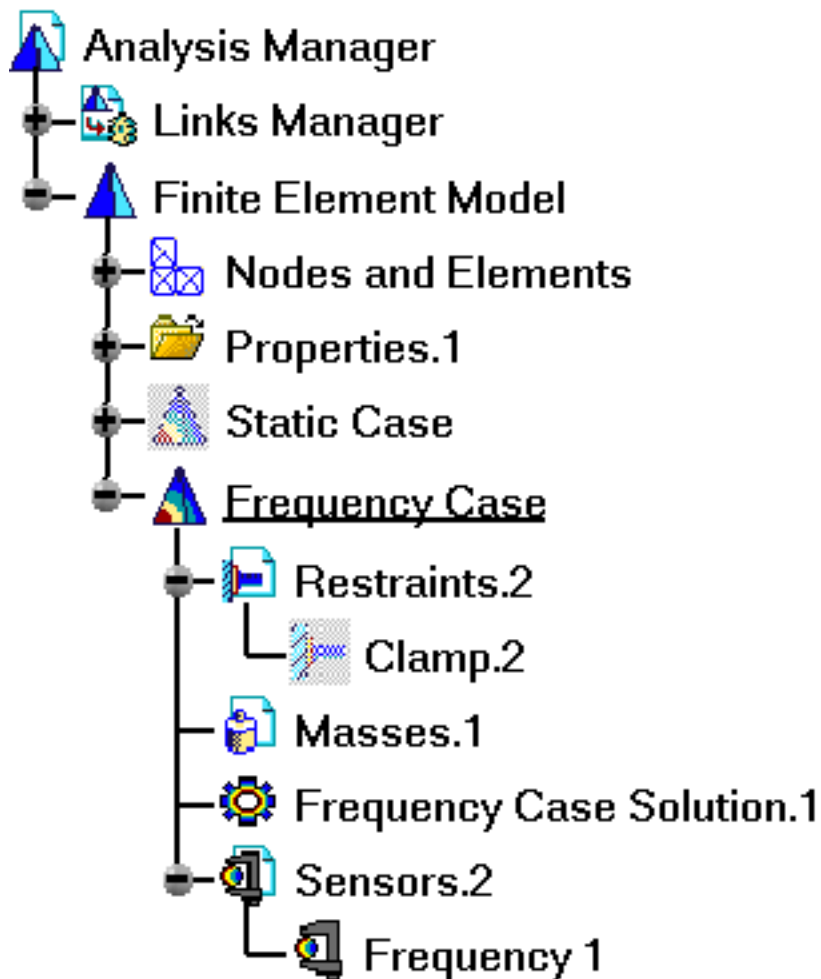 Analysis Manager
Links Manager
Finite Element Model
Nodes and Elements
Properties.1
Static Case
Frequency Case
Restraints.2
Clamp.2
Masses.1
Frequency Case Solution.1
Sensors.2
Frequency 1